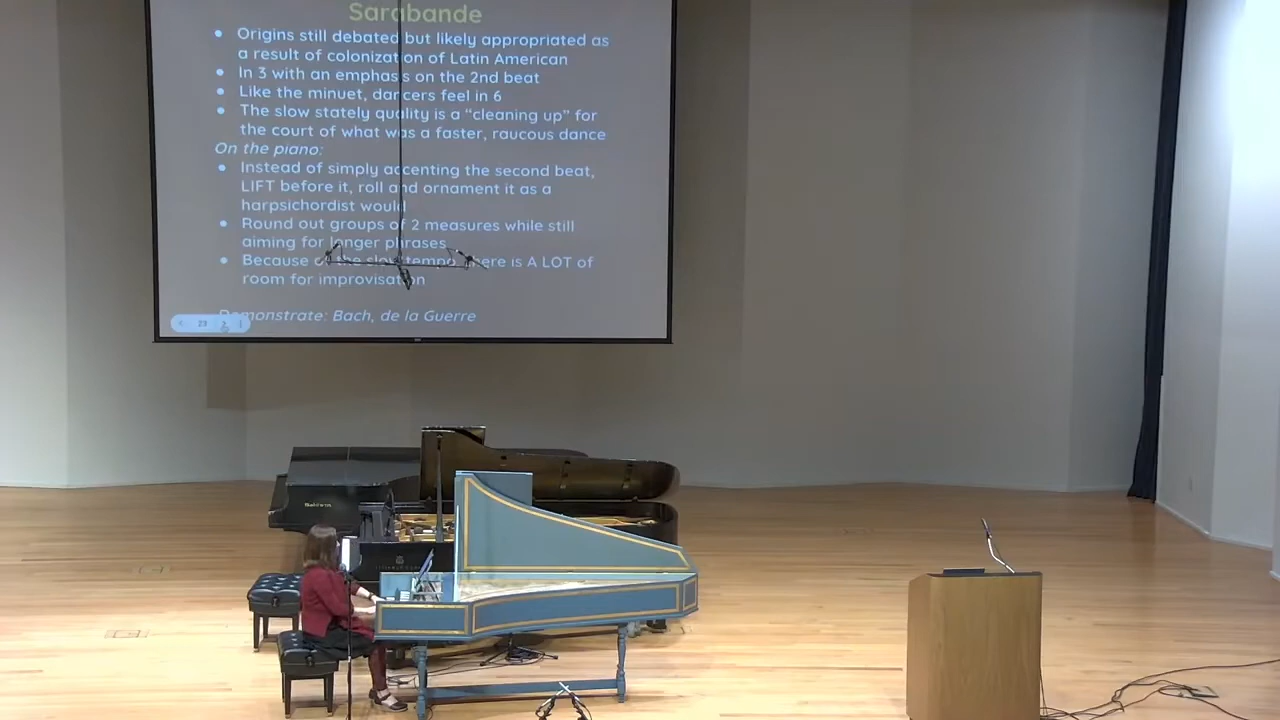 Sarabande
• Origins still debated but likely appropriated as
a result of colonization of Latin American
• In 3 with an emphasis on the 2nd beat
• Like the minuet, dancers feel in 6
• The slow stately quality is a “cleaning up” for
the court of what was a faster, raucous dance
On the piano:
• Instead of simply accenting the second beat,
LIFT before it, roll and ornament it as a
harpsichordist would
• Round out groups of 2 measures while still
aiming for longer phrases
• Because of the slow tempo, there is A LOT of
room for improvisation
Demonstrate: Bach, de la Guerre
23
Baldwin